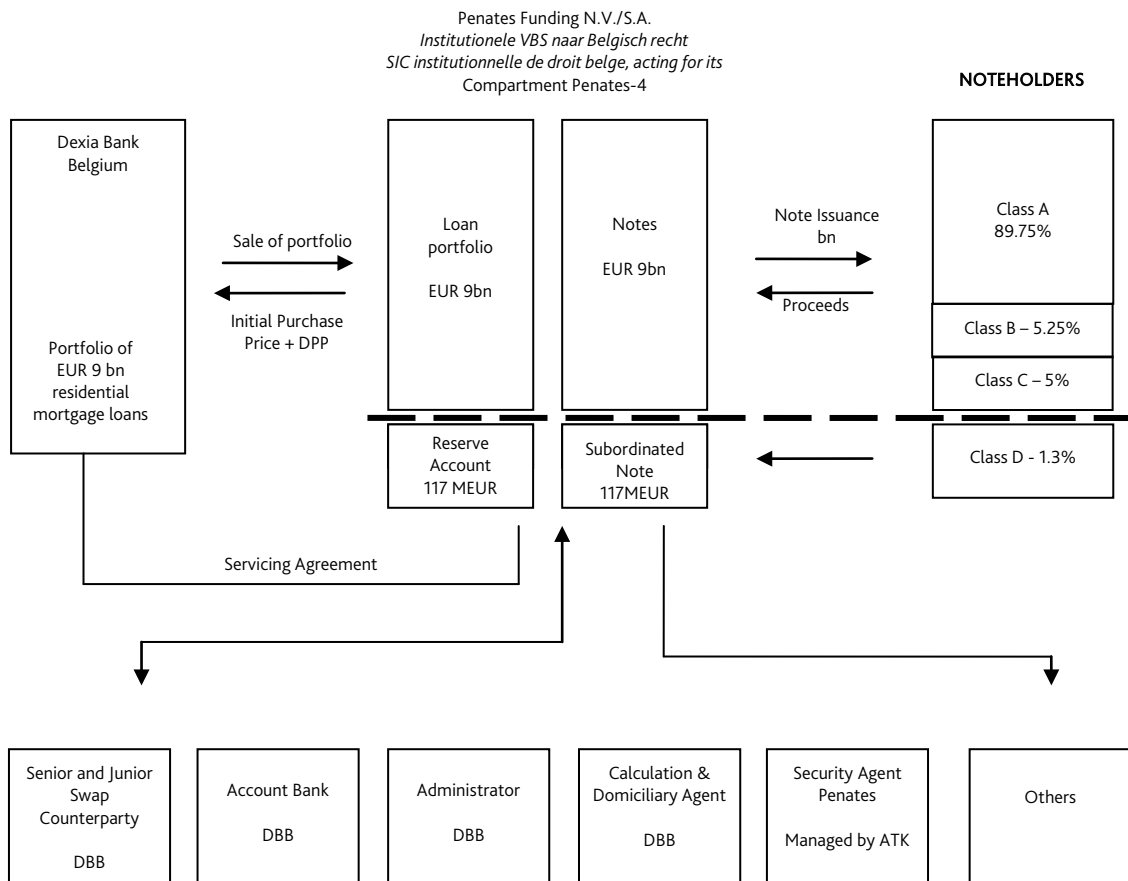 Penates Funding N.V./S.A.
Institutionele VBS naar Belgisch recht
SIC institutionnelle de droit belge, acting for its
Compartment Penates-4
NOTEHOLDERS
Dexia Bank
Belgium
Portfolio of
EUR 9 bn
residential
mortgage loans
Sale of portfolio
Initial Purchase
Price + DPP
Loan
portfolio
EUR 9bn
Notes
EUR 9bn
Note Issuance
bn
Proceeds
Class A
89.75%
Class B – 5.25%
Class C – 5%
Reserve
Account
117 MEUR
Subordinated
Note
117MEUR
Class D - 1.3%
Servicing Agreement
Senior and Junior
Swap
Counterparty
DBB
Account Bank
DBB
Administrator
DBB
Calculation &
Domiciliary Agent
DBB
Security Agent
Penates
Managed by ATK
Others